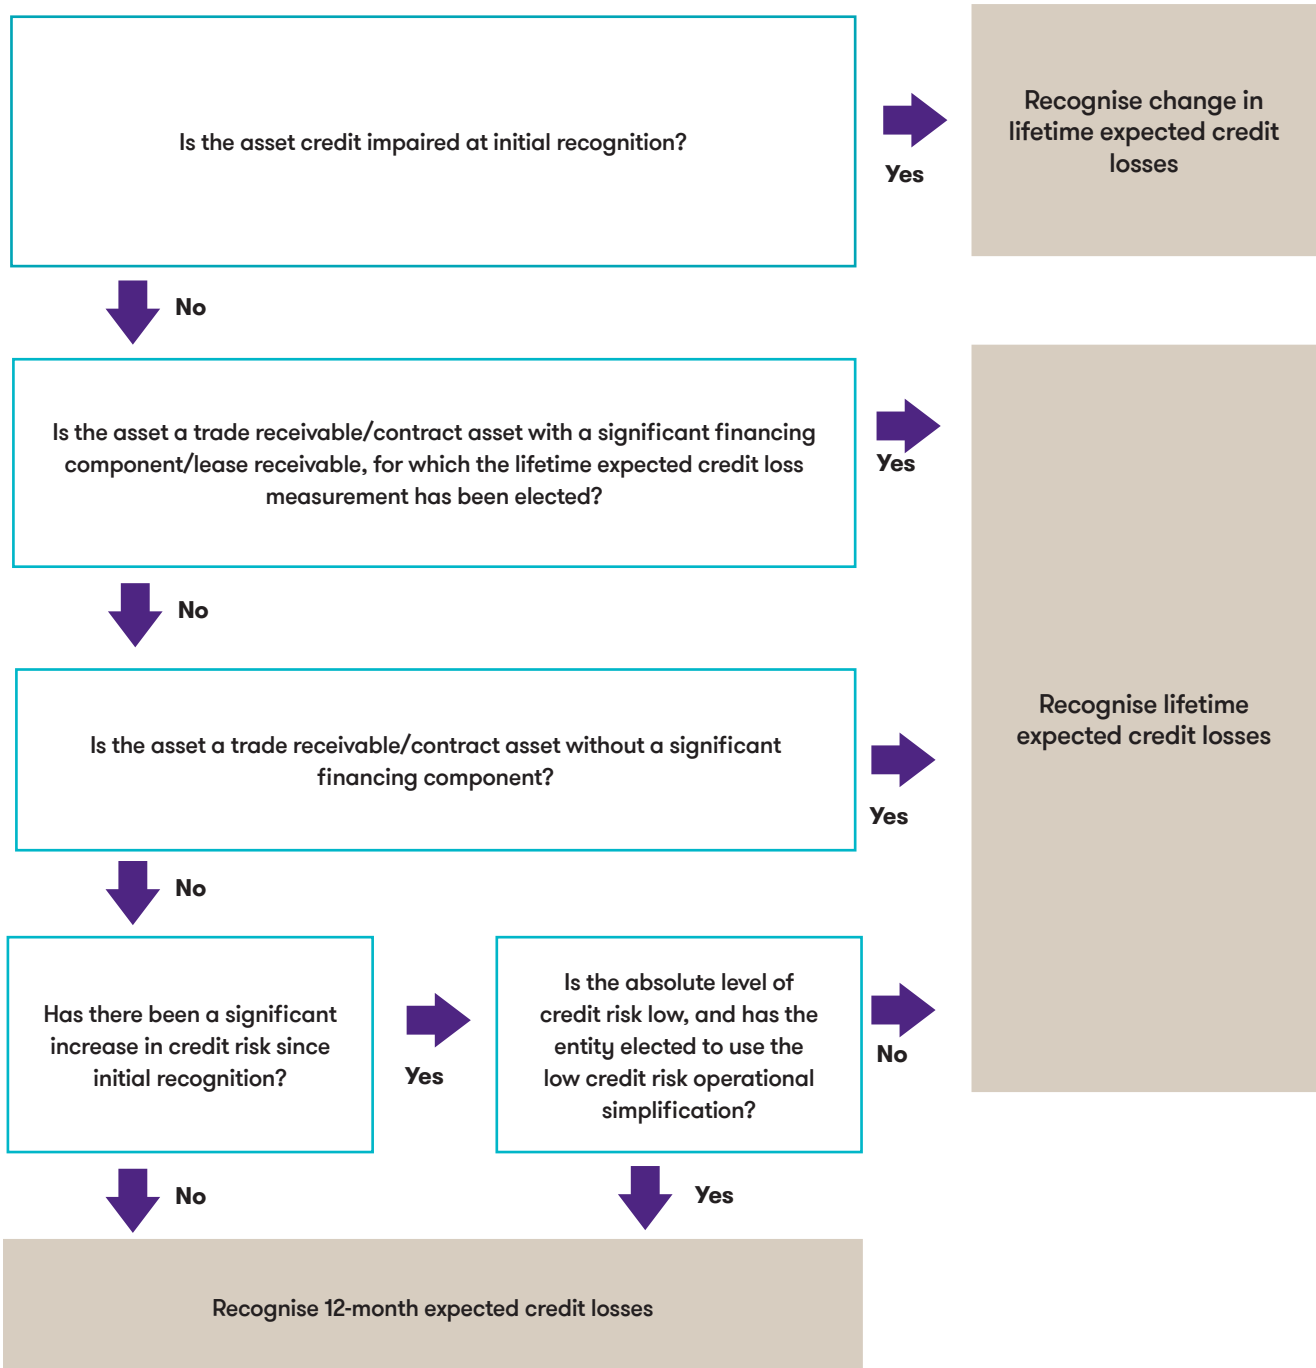 Is the asset credit impaired at initial recognition?
Yes
Recognise change in
lifetime expected credit
losses
No
Is the asset a trade receivable/contract asset with a significant financing
component/lease receivable, for which the lifetime expected credit loss
measurement has been elected?
Yes
No
Is the asset a trade receivable/contract asset without a significant
financing component?
Yes
Recognise lifetime
expected credit losses
No
Has there been a significant
increase in credit risk since
initial recognition?
Yes
Is the absolute level of
credit risk low, and has the
entity elected to use the
low credit risk operational
simplification?
No
No
Yes
Recognise 12-month expected credit losses